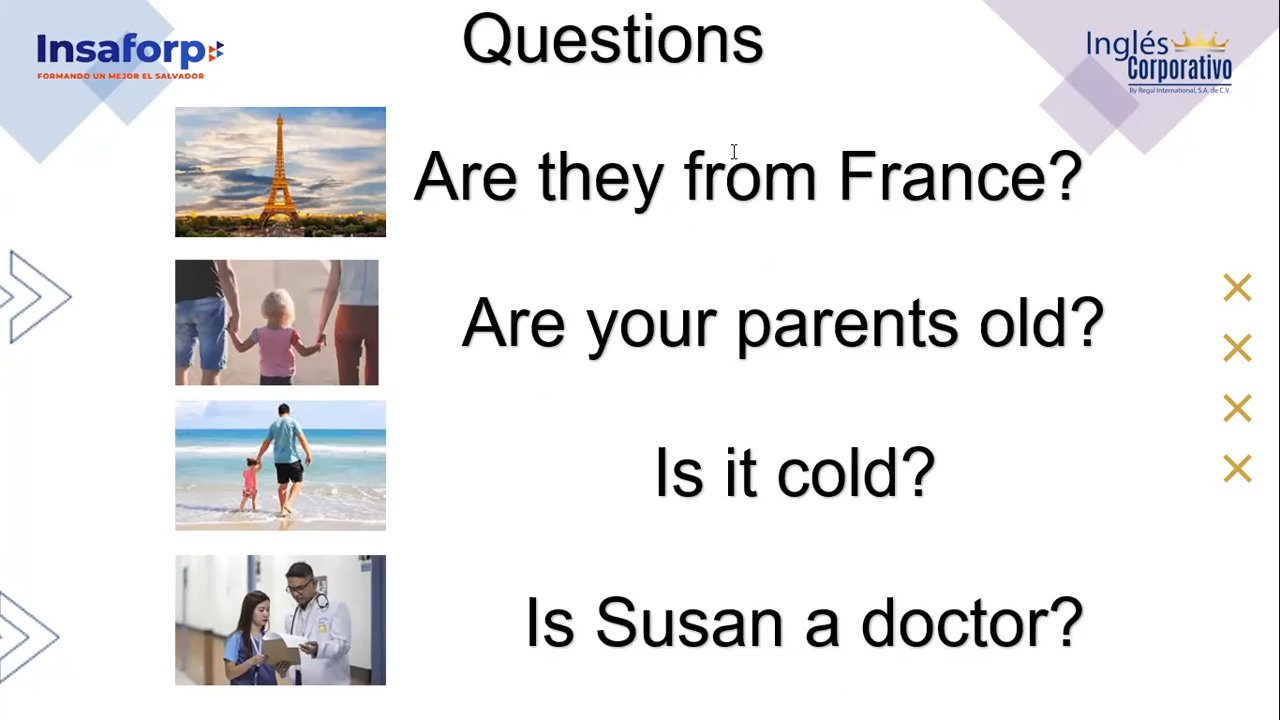 Questions
Insaforp
FORMANDO UN MEJOR EL SALVADOR
Inglés
Corporativo
By Regal International, S.A. de C.V.
Are they from France?
Are your parents old?
Is it cold?
Is Susan a doctor?